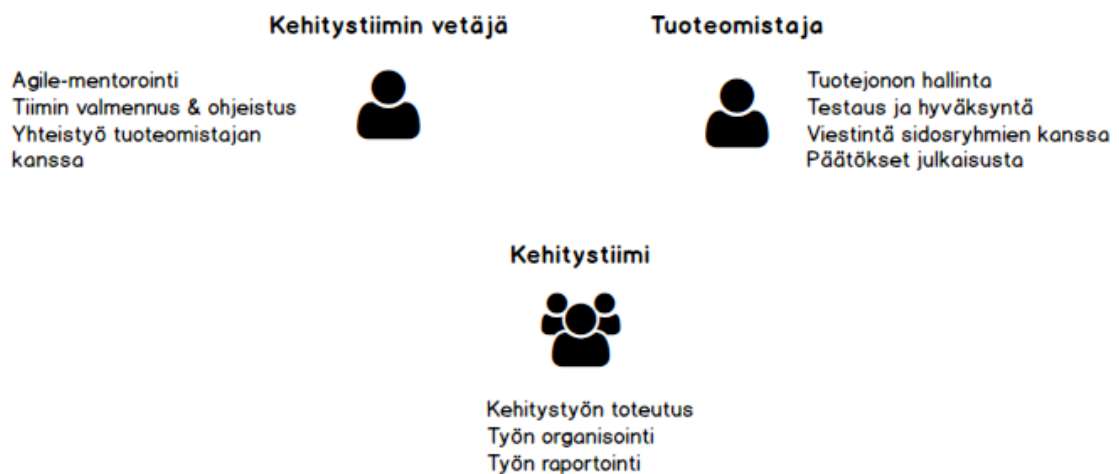 Kehitystiimin vetäjä
Agile-mentorointi
Tiimin valmennus & ohjeistus
Yhteistyö tuoteomistajan
kanssa
Tuoteomistaja
Tuotejonon hallinta
Testaus ja hyväksyntä
Viestintä sidosryhmien kanssa
Päätökset julkaisusta
Kehitystiimi
Kehitystyön toteutus
Työn organisointi
Työn raportointi